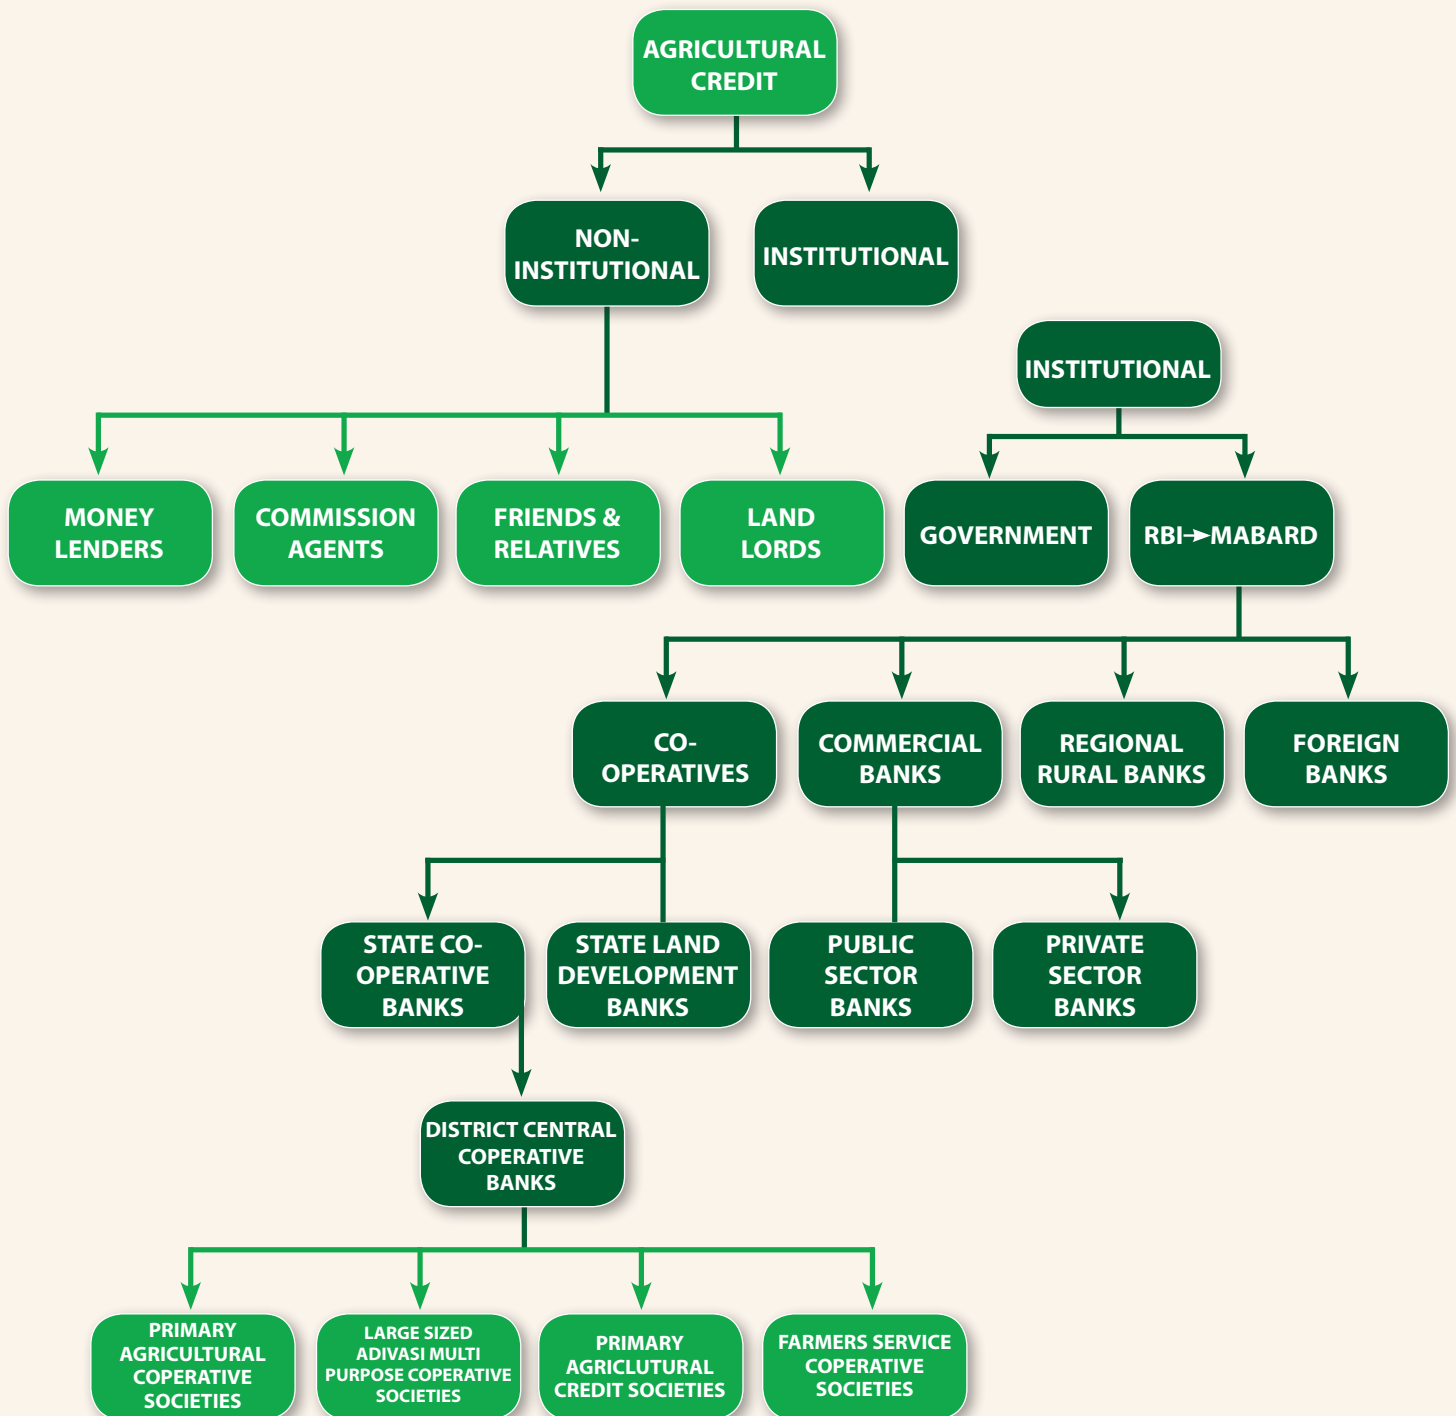 AGRICULTURAL
CREDIT
NON-
INSTITUTIONAL
INSTITUTIONAL
INSTITUTIONAL
MONEY
LENDERS
COMMISSION
AGENTS
FRIENDS &
RELATIVES
LAND
LORDS
GOVERNMENT
RBI→MABARD
CO-
OPERATIVES
COMMERCIAL
BANKS
REGIONAL
RURAL BANKS
FOREIGN
BANKS
STATE CO-
OPERATIVE
BANKS
STATE LAND
DEVELOPMENT
BANKS
PUBLIC
SECTOR
BANKS
PRIVATE
SECTOR
BANKS
DISTRICT CENTRAL
COPERATIVE
BANKS
PRIMARY
AGRICULTURAL
COPERATIVE
SOCIETIES
LARGE SIZED
ADIVASI MULTI
PURPOSE COPERATIVE
SOCIETIES
PRIMARY
AGRICLUTURAL
CREDIT SOCIETIES
FARMERS SERVICE
COPERATIVE
SOCIETIES